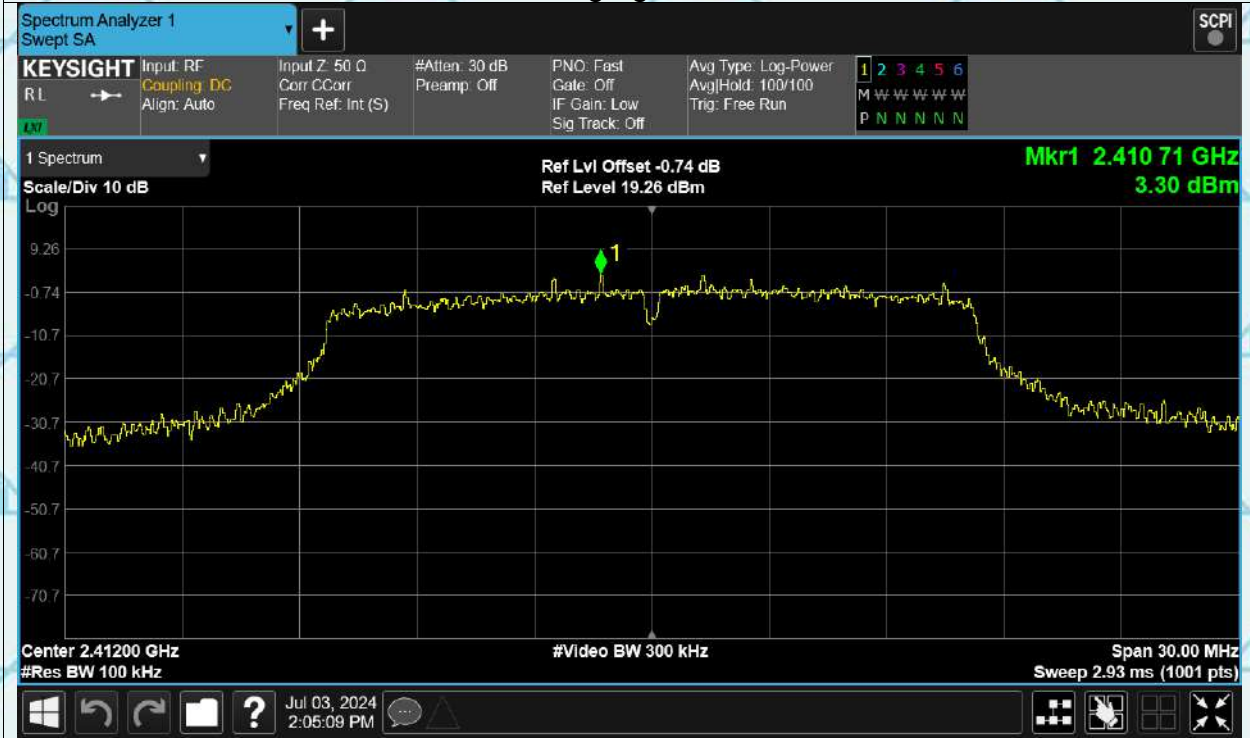 Spectrum Analyzer 1
Swept SA
+
SCPI
KEYSIGHT
R L
LXI
Input: RF
Coupling: DC
Align: Auto
Input Z: 50 Ω
Corr CCorr
Freq Ref: Int (S)
#Atten: 30 dB
Preamp: Off
PNO: Fast
Gate: Off
IF Gain: Low
Sig Track: Off
Avg Type: Log-Power
Avg|Hold: 100/100
Trig: Free Run
1 2 3 4 5 6
M W W W W W
P N N N N N
1 Spectrum
Scale/Div 10 dB
Log
Ref Lvl Offset -0.74 dB
Ref Level 19.26 dBm
Mkr1 2.410 71 GHz
3.30 dBm
1
9.26
-0.74
-10.7
-20.7
-30.7
-40.7
-50.7
-60.7
-70.7
Center 2.41200 GHz
#Res BW 100 kHz
#Video BW 300 kHz
Span 30.00 MHz
Sweep 2.93 ms (1001 pts)
?
Jul 03, 2024
2:05:09 PM